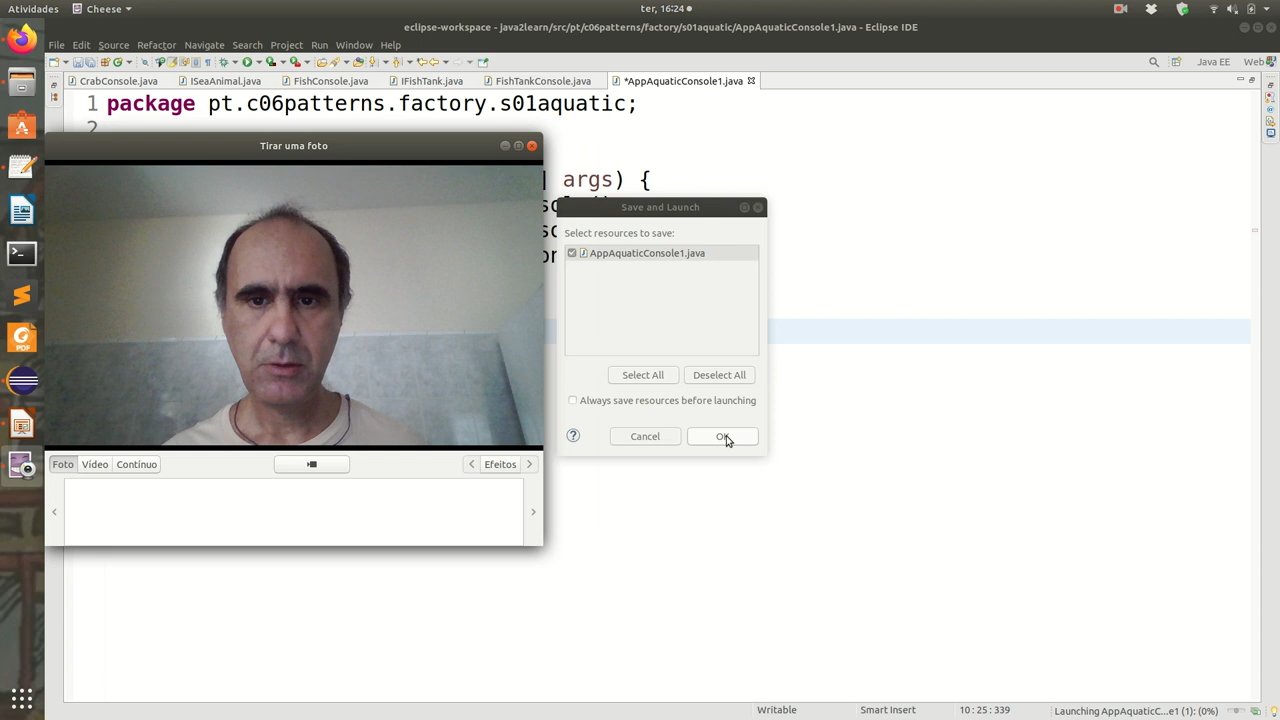 Atividades
Cheese
ter, 16:24
eclipse-workspace - java2learn/src/pt/c06patterns/factory/s01aquatic/AppAquaticConsole1.java - Eclipse IDE
File Edit Source Refactor Navigate Search Project Run Window Help
Java EE
Web
CrabConsole.java
ISeaAnimal.java
FishConsole.java
IFishTank.java
FishTankConsole.java
*AppAquaticConsole1.java
1 package pt.c06patterns.factory.s01aquatic;
2
Tirar uma foto
args) {
Save and Launch
Select resources to save:
AppAquaticConsole1.java
Select All
Deselect All
Always save resources before launching
Cancel
OK
Foto
Vídeo
Contínuo
Efeitos
PDF
Writable
Smart Insert
10 : 25 : 339
Launching AppAquaticC...e1 (1): (0%)